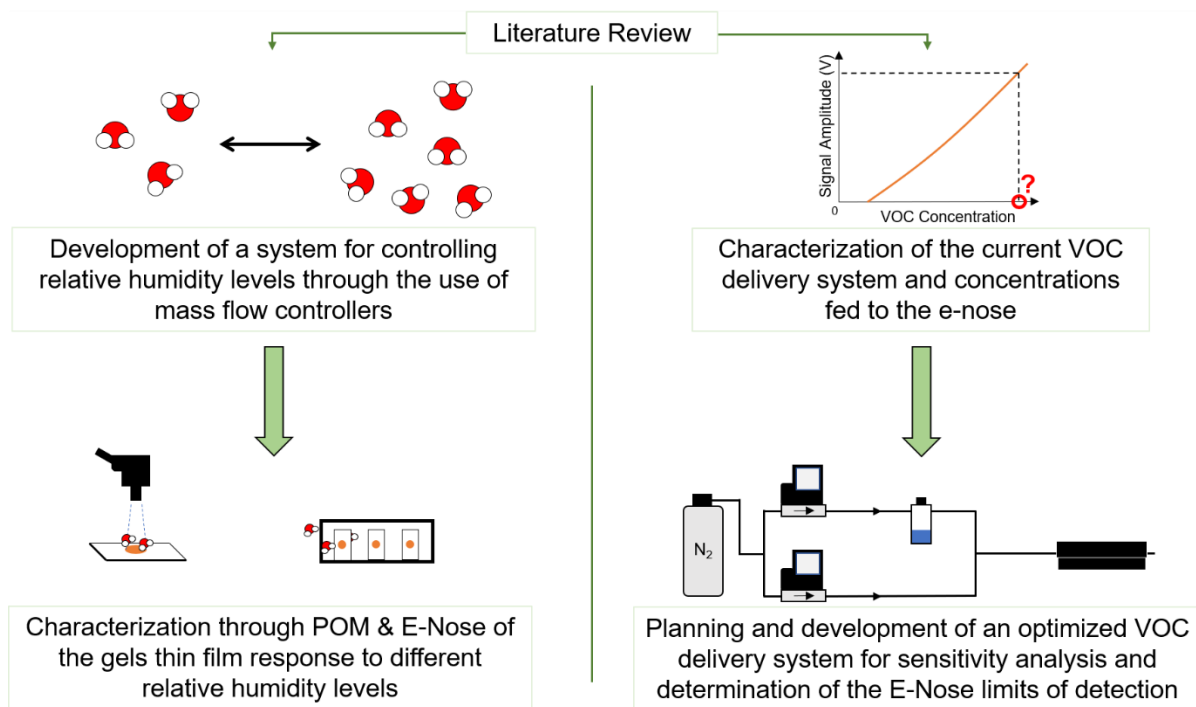 Literature Review
Development of a system for controlling
relative humidity levels through the use of
mass flow controllers
Characterization through POM & E-Nose of
the gels thin film response to different
relative humidity levels
Signal Amplitude (V)
0
?
VOC Concentration
Characterization of the current VOC
delivery system and concentrations
fed to the e-nose
N₂
Planning and development of an optimized VOC
delivery system for sensitivity analysis and
determination of the E-Nose limits of detection